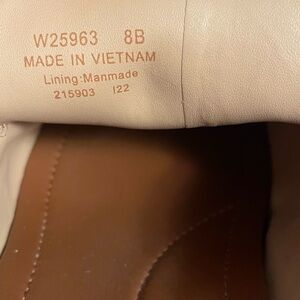 W25963 8B
MADE IN VIETNAM
Lining:Manmade
215903 I22